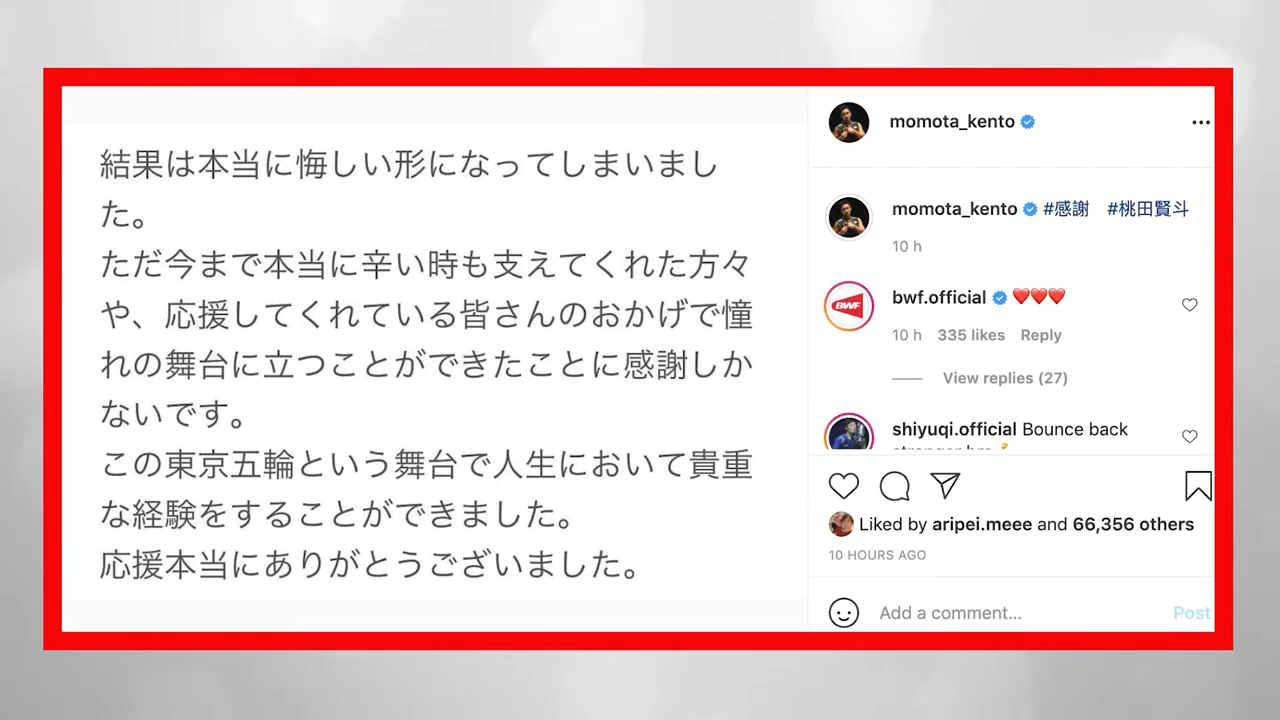 結果は本当に悔しい形になってしまいまし
た。
ただ今まで本当に辛い時も支えてくれた方々
や、応援してくれている皆さんのおかげで憧
れの舞台に立つことができたことに感謝しか
ないです。
この東京五輪という舞台で人生において貴重
な経験をすることができました。
応援本当にありがとうございました。
momota_kento
momota_kento #感謝 #桃田賢斗
10 h
BWF
bwf.official ❤️❤️❤️
10 h 335 likes Reply
View replies (27)
shiyuqi.official Bounce back
Liked by aripei.meee and 66,356 others
10 HOURS AGO
Add a comment... Post